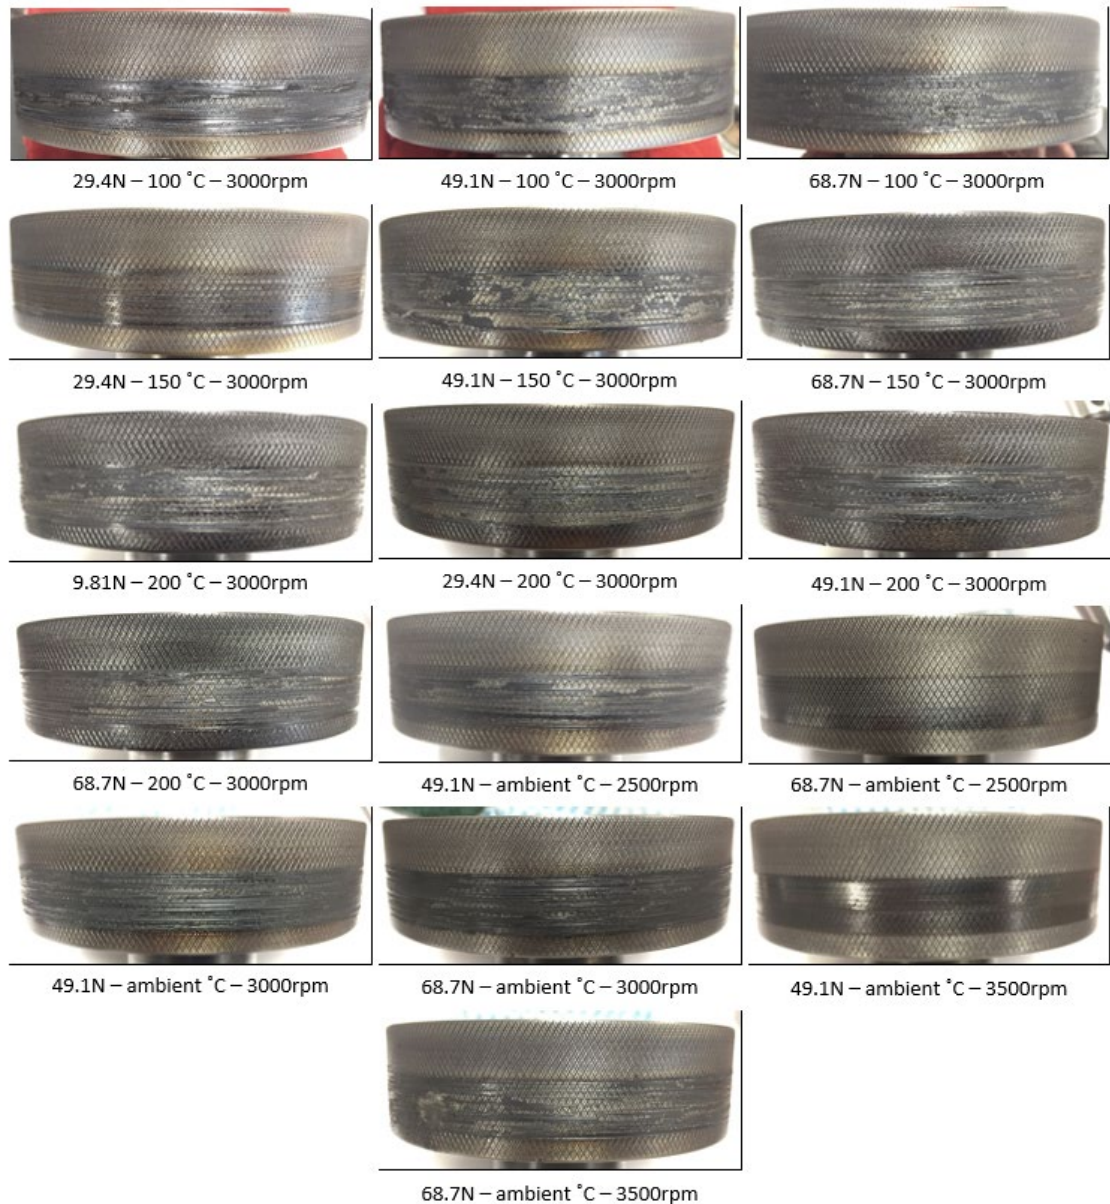 29.4N – 100 ˚C – 3000rpm
49.1N – 100 ˚C – 3000rpm
68.7N – 100 ˚C – 3000rpm
29.4N – 150 ˚C – 3000rpm
49.1N – 150 ˚C – 3000rpm
68.7N – 150 ˚C – 3000rpm
9.81N – 200 ˚C – 3000rpm
29.4N – 200 ˚C – 3000rpm
49.1N – 200 ˚C – 3000rpm
68.7N – 200 ˚C – 3000rpm
49.1N – ambient ˚C – 2500rpm
68.7N – ambient ˚C – 2500rpm
49.1N – ambient ˚C – 3000rpm
68.7N – ambient ˚C – 3000rpm
49.1N – ambient ˚C – 3500rpm
68.7N – ambient ˚C – 3500rpm